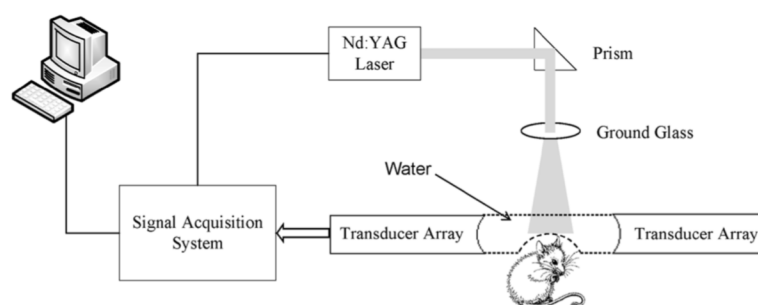 Nd:YAG
Laser
Prism
Ground Glass
Water
Signal Acquisition
System
Transducer Array
Transducer Array